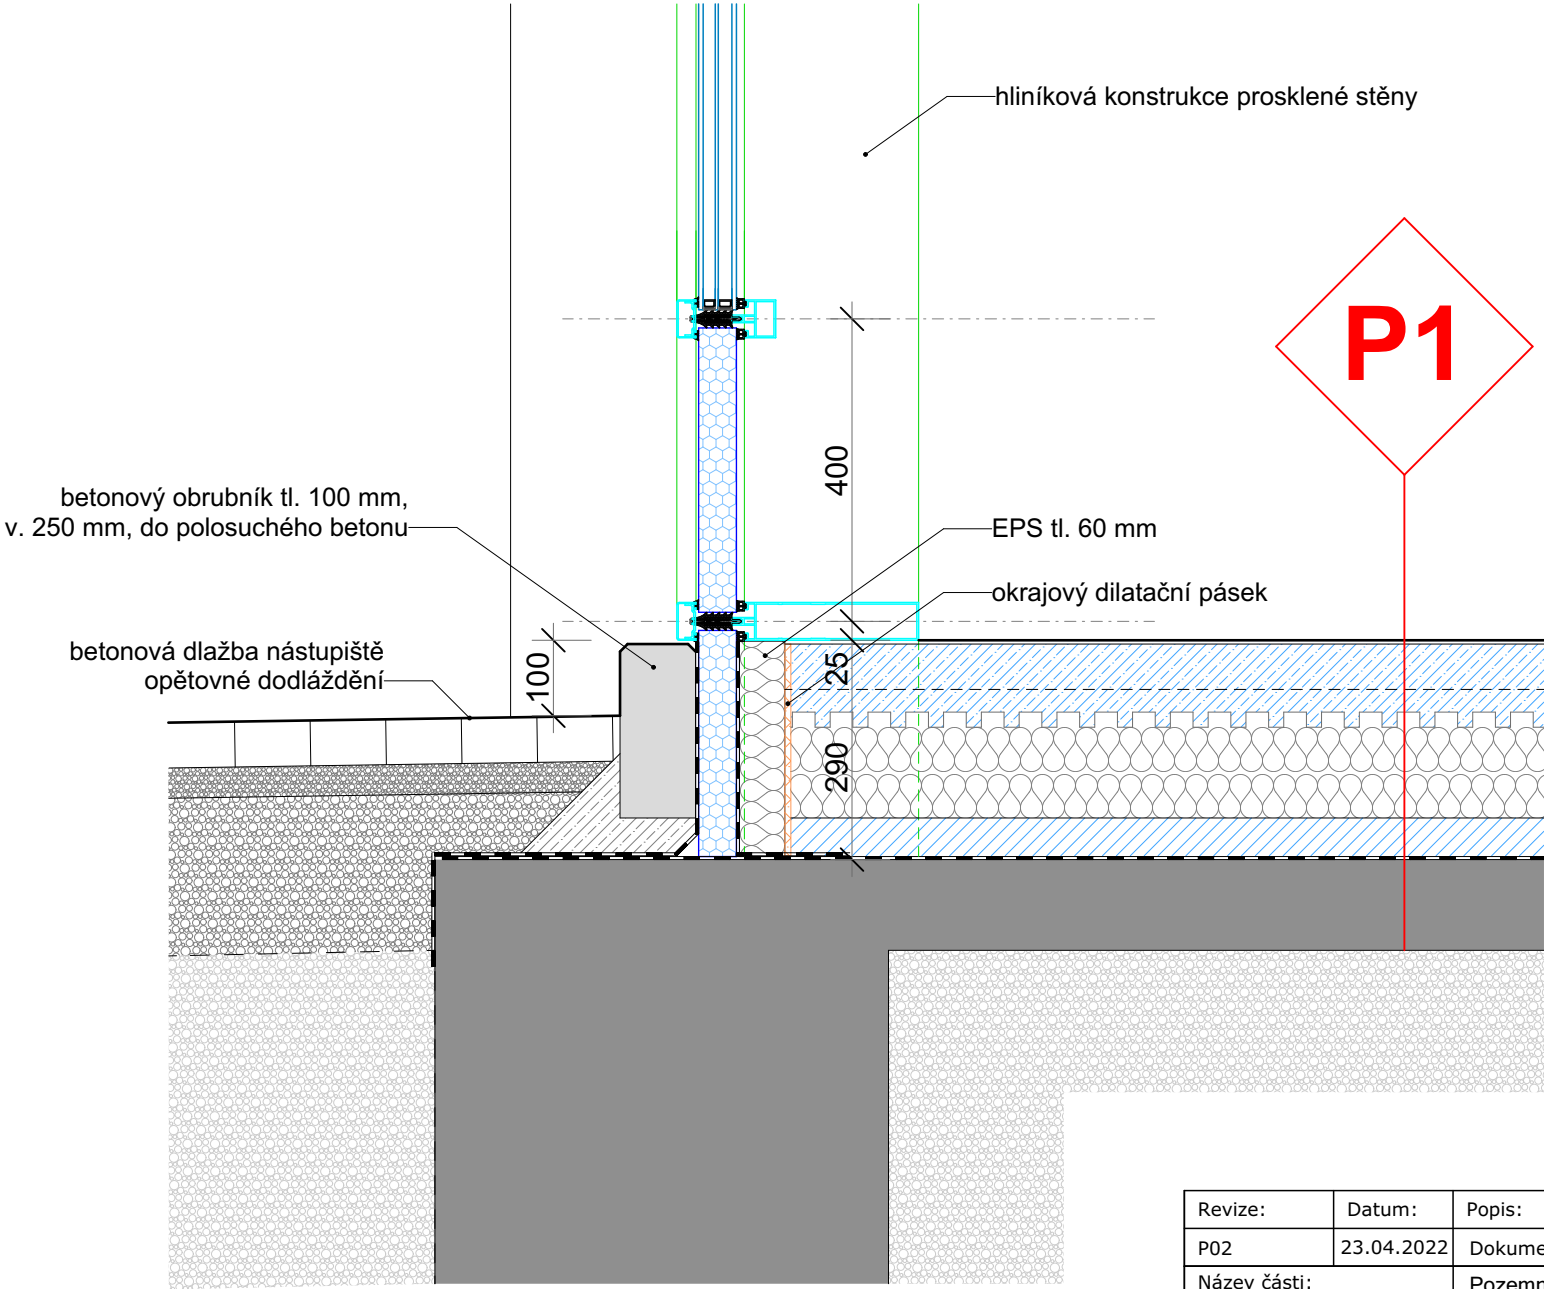 hliníková konstrukce prosklené stěny
P1
400
betonový obrubník tl. 100 mm,
v. 250 mm, do polosuchého betonu
EPS tl. 60 mm
okrajový dilatační pásek
betonová dlažba nástupiště
opětovné dodláždění
100
25
290
Revize: Datum: Popis:
P02 23.04.2022 Dokume
Název části: Pozemn